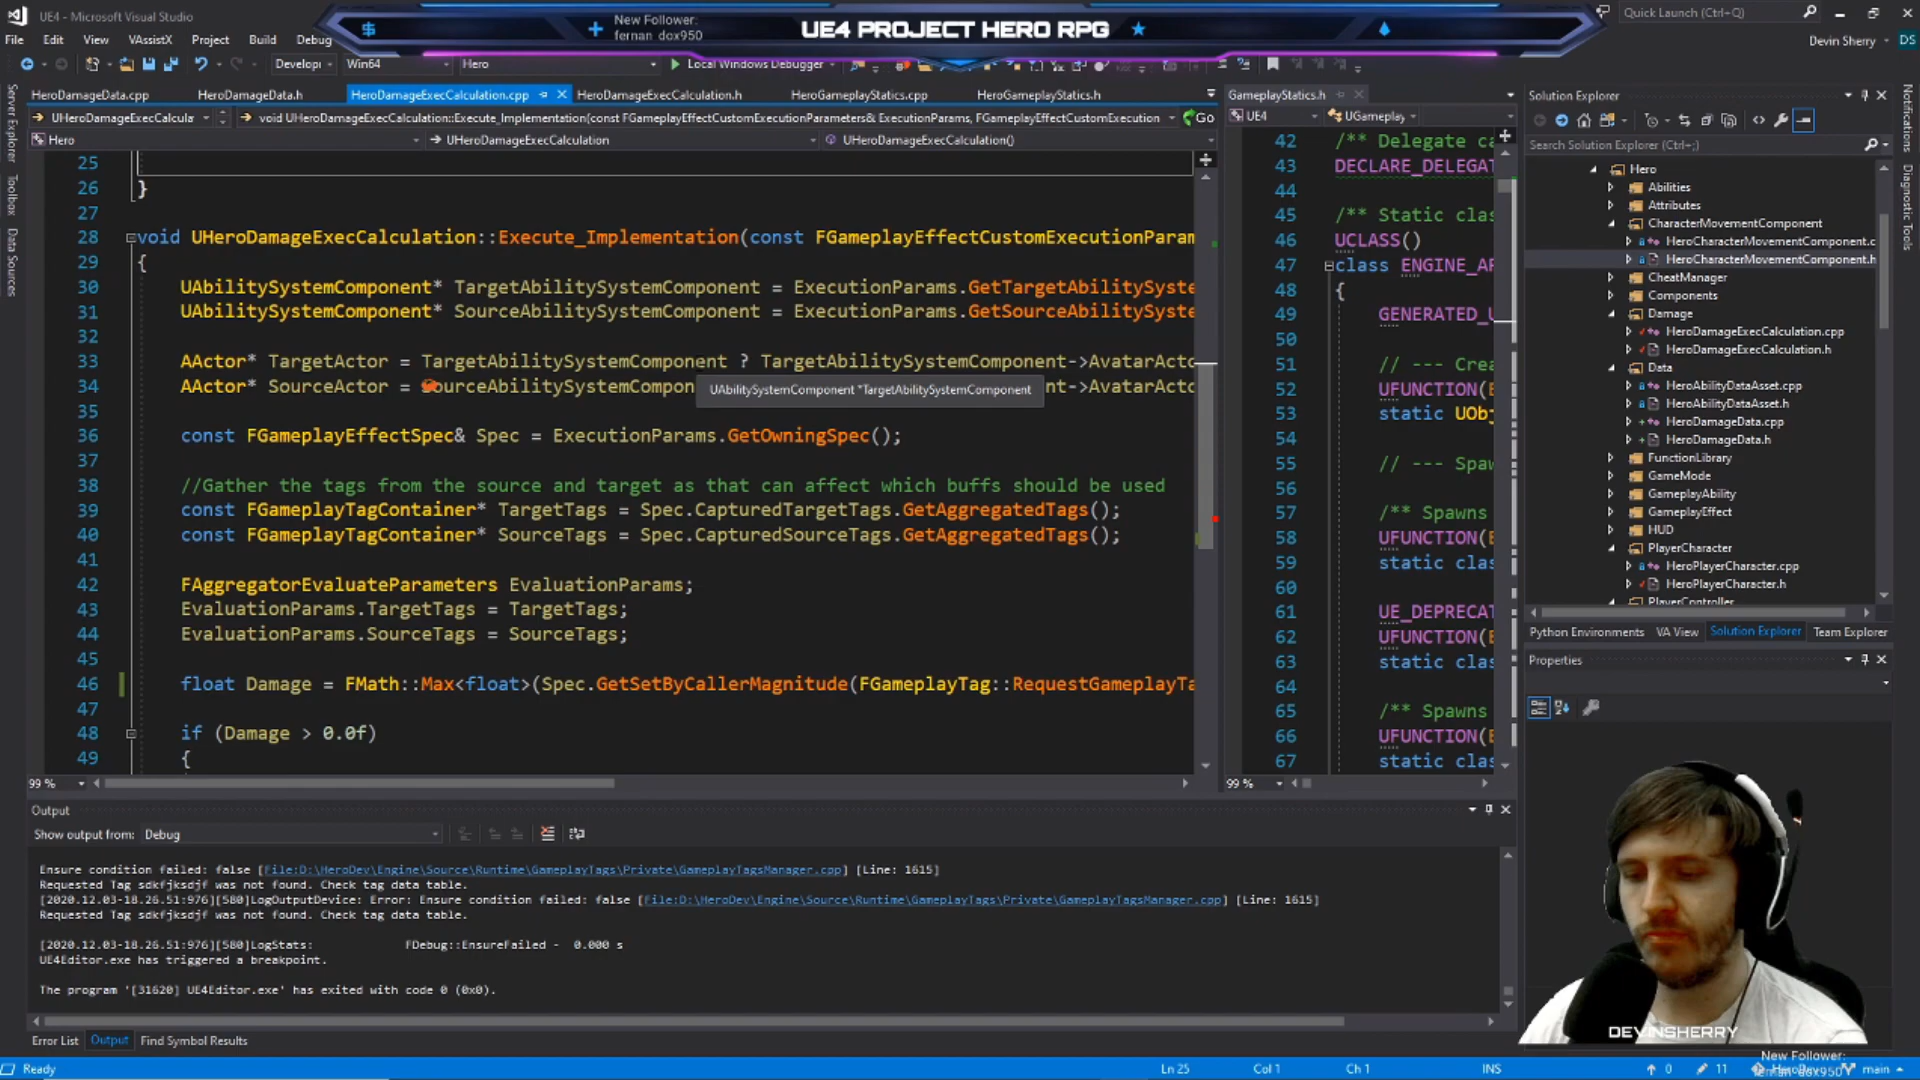 UE4 - Microsoft Visual Studio
New Follower:
fernan_dox950
UE4 PROJECT HERO RPG
Quick Launch (Ctrl+Q)
File Edit View VAssistX Project Build Debug
Devin Sherry
DS
Developi Win64 Hero Local Windows Debugger
HeroDamageData.cpp HeroDamageData.h HeroDamageExecCalculation.cpp HeroDamageExecCalculation.h HeroGameplayStatics.cpp HeroGameplayStatics.h
UHeroDamageExecCalcula void UHeroDamageExecCalculation::Execute_Implementation(const FGameplayEffectCustomExecutionParameters& ExecutionParams, FGameplayEffectCustomExecution Go
Hero UHeroDamageExecCalculation UHeroDamageExecCalculation()
25
26 }
27
28 void UHeroDamageExecCalculation::Execute_Implementation(const FGameplayEffectCustomExecutionParam
29 {
30 UAbilitySystemComponent* TargetAbilitySystemComponent = ExecutionParams.GetTargetAbilitySyste
31 UAbilitySystemComponent* SourceAbilitySystemComponent = ExecutionParams.GetSourceAbilitySyste
32
33 AActor* TargetActor = TargetAbilitySystemComponent ? TargetAbilitySystemComponent->AvatarActo
34 AActor* SourceActor = SourceAbilitySystemCompon nt->AvatarActo
UAbilitySystemComponent *TargetAbilitySystemComponent
35
36 const FGameplayEffectSpec& Spec = ExecutionParams.GetOwningSpec();
37
38 //Gather the tags from the source and target as that can affect which buffs should be used
39 const FGameplayTagContainer* TargetTags = Spec.CapturedTargetTags.GetAggregatedTags();
40 const FGameplayTagContainer* SourceTags = Spec.CapturedSourceTags.GetAggregatedTags();
41
42 FAggregatorEvaluateParameters EvaluationParams;
43 EvaluationParams.TargetTags = TargetTags;
44 EvaluationParams.SourceTags = SourceTags;
45
46 float Damage = FMath::Max<float>(Spec.GetSetByCallerMagnitude(FGameplayTag::RequestGameplayTa
47
48 if (Damage > 0.0f)
49 {
99 %
GameplayStatics.h
UE4 UGameplay
42 /** Delegate ca
43 DECLARE_DELEGAT
44
45 /** Static clas
46 UCLASS()
47 class ENGINE_AP
48 {
49 GENERATED_U
50
51 // --- Crea
52 UFUNCTION(B
53 static UObj
54
55 // --- Spaw
56
57 /** Spawns
58 UFUNCTION(B
59 static clas
60
61 UE_DEPRECAT
62 UFUNCTION(B
63 static clas
64
65 /** Spawns
66 UFUNCTION(B
67 static clas
99 %
Solution Explorer
Search Solution Explorer (Ctrl+;)
Hero
Abilities
Attributes
CharacterMovementComponent
HeroCharacterMovementComponent.c
HeroCharacterMovementComponent.h
CheatManager
Components
Damage
HeroDamageExecCalculation.cpp
HeroDamageExecCalculation.h
Data
HeroAbilityDataAsset.cpp
HeroAbilityDataAsset.h
HeroDamageData.cpp
HeroDamageData.h
FunctionLibrary
GameMode
GameplayAbility
GameplayEffect
HUD
PlayerCharacter
HeroPlayerCharacter.cpp
HeroPlayerCharacter.h
PlayerController
Python Environments VA View Solution Explorer Team Explorer
Properties
Server Explorer
Toolbox
Data Sources
Notifications
Diagnostic Tools
Output
Show output from: Debug
Ensure condition failed: false [File:D:\HeroDev\Engine\Source\Runtime\GameplayTags\Private\GameplayTagsManager.cpp] [Line: 1615]
Requested Tag sdkfjksdjf was not found. Check tag data table.
[2020.12.03-18.26.51:976][580]LogOutputDevice: Error: Ensure condition failed: false [File:D:\HeroDev\Engine\Source\Runtime\GameplayTags\Private\GameplayTagsManager.cpp] [Line: 1615]
Requested Tag sdkfjksdjf was not found. Check tag data table.
[2020.12.03-18.26.51:976][580]LogStats: FDebug::EnsureFailed - 0.000 s
UE4Editor.exe has triggered a breakpoint.
The program '[31620] UE4Editor.exe' has exited with code 0 (0x0).
Error List Output Find Symbol Results
DEVINSHERRY
Ready Ln 25 Col 1 Ch 1 INS 0 11 main
New Follower:
fernan_dox950